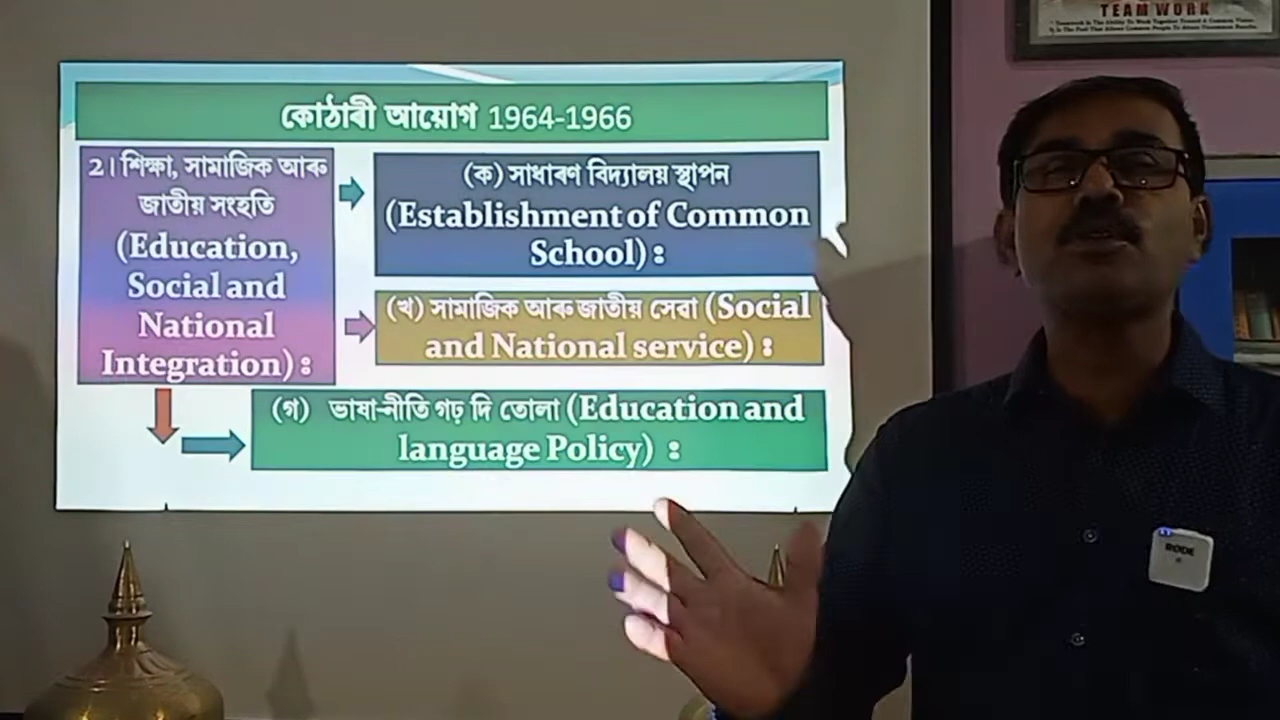 TEAM WORK
কোঠাৰী আয়োগ 1964-1966
2। শিক্ষা, সামাজিক আৰু
জাতীয় সংহতি
(Education,
Social and
National
Integration) :
(ক) সাধাৰণ বিদ্যালয় স্থাপন
(Establishment of Common
School) :
(খ) সামাজিক আৰু জাতীয় সেৱা (Social
and National service) :
(গ) ভাষা-নীতি গঢ় দি তোলা (Education and
language Policy) :
RODE